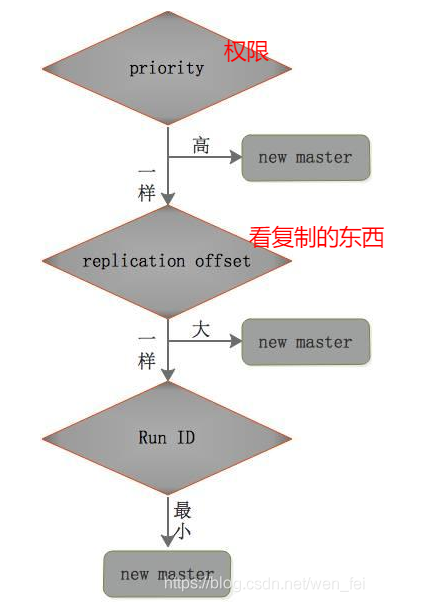 权限
priority
高
new master
一样
看复制的东西
replication offset
大
new master
一样
Run ID
最小
new master
https://blog.csdn.net/wen_fei